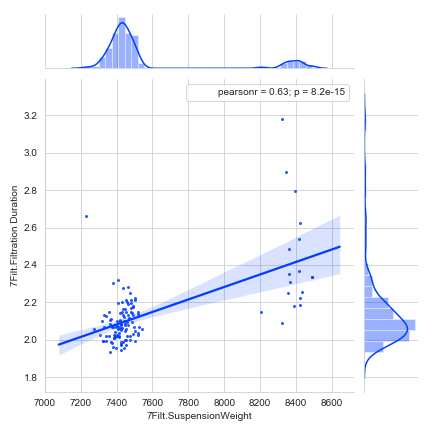 pearsonr = 0.63; p = 8.2e-15
3.2
3.0
2.8
2.6
2.4
2.2
2.0
1.8
7Filt.Filtration Duration
7000 7200 7400 7600 7800 8000 8200 8400 8600
7Filt.SuspensionWeight